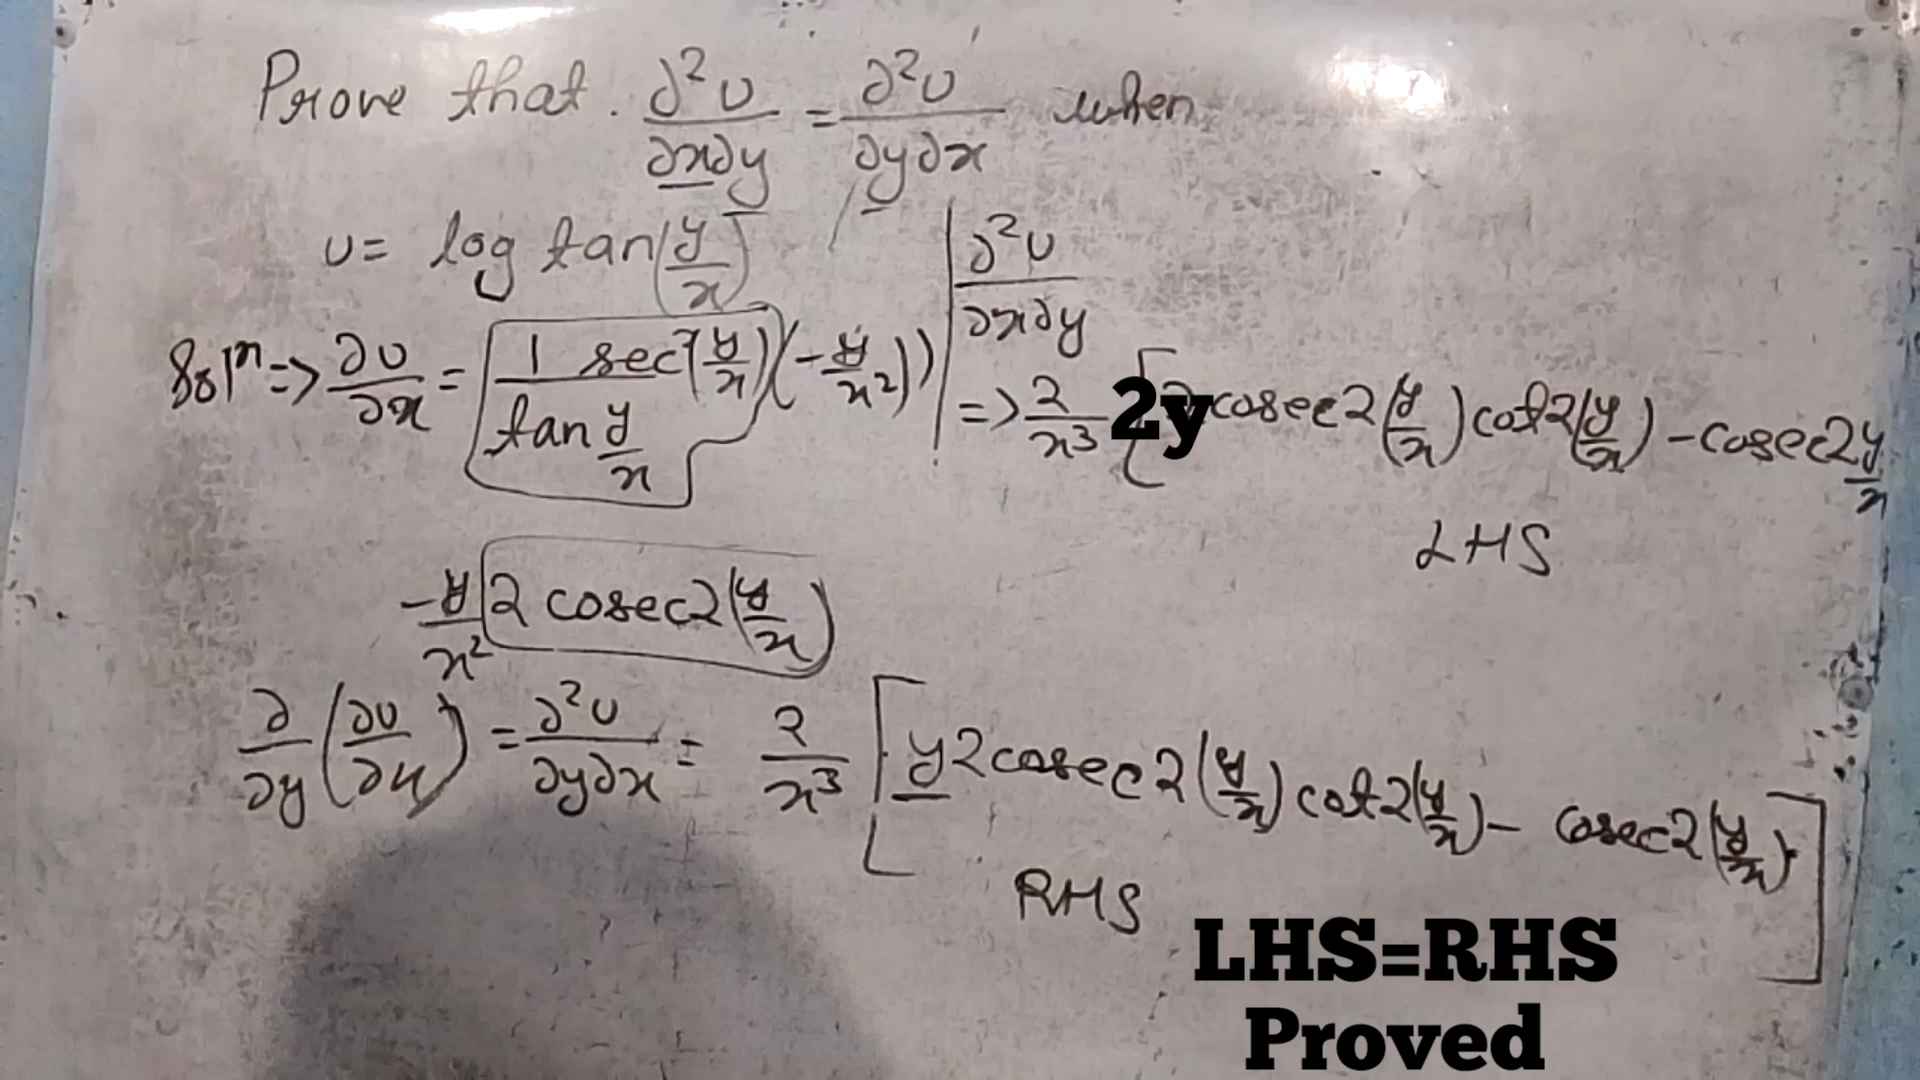 Prove that. ∂²u/∂x∂y = ∂²u/∂y∂x when
u = log tan(y/x)
Solⁿ => ∂u/∂x = 1/(tan y/x) sec²(y/x)(-y/x²))
∂²u/∂x∂y
=> 2/x³ [2y cosec2(y/x) cot2(y/x) - cosec2y/x
LHS
-y/x² 2 cosec2(y/x)
∂/∂y (∂u/∂x) = ∂²u/∂y∂x = 2/x³ [y2cosec2(y/x) cot2(y/x) - cosec2(y/x)]
RHS
LHS=RHS
Proved